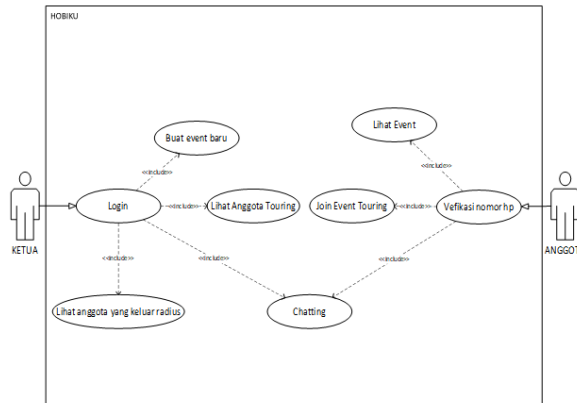 HOBIKU
Lihat Event
Buat event baru
<<include>>
<<include>>
Login
<<include>>
Lihat Anggota Touring
Join Event Touring
<<include>>
Vefikasi nomor hp
KETUA
ANGGOT
<<include>>
<<include>>
<<include>>
Lihat anggota yang keluar radius
Chatting